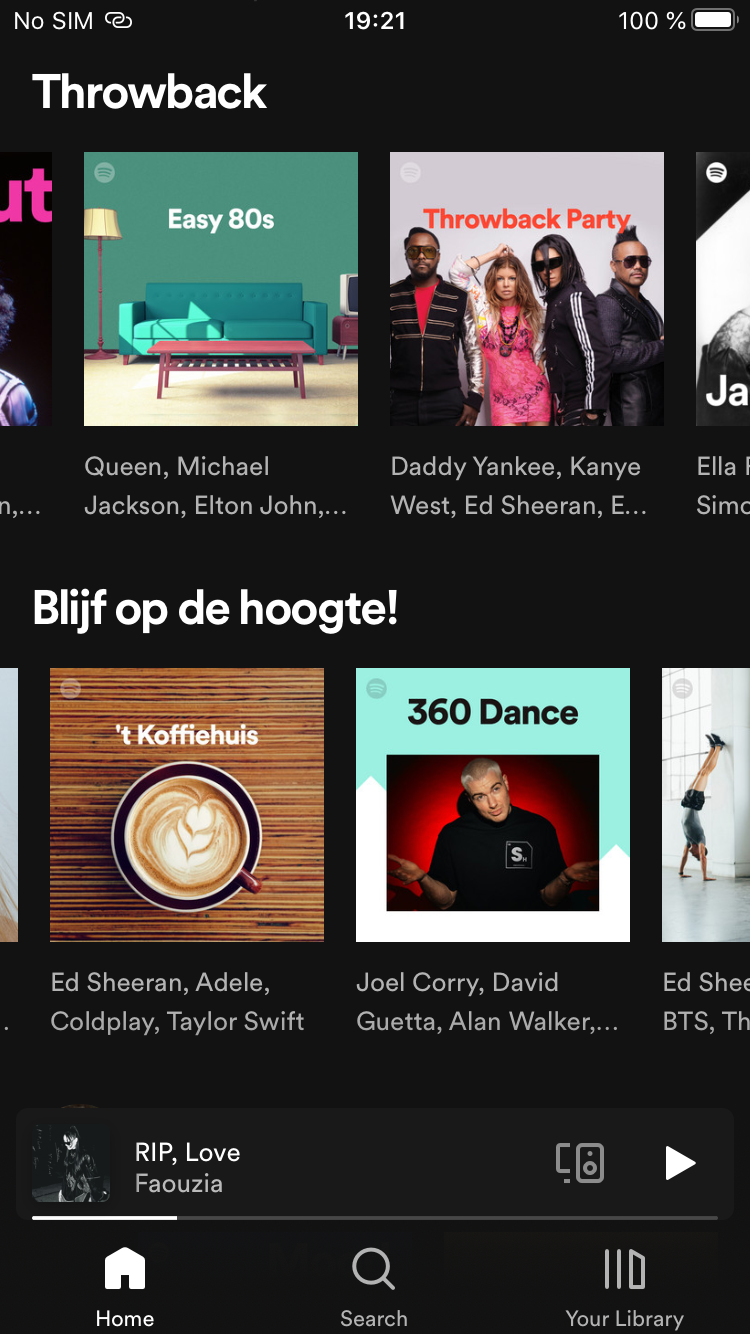 No SIM
19:21
100 %
Throwback
ut
Easy 80s
Throwback Party
Ja
n,...
Queen, Michael
Jackson, Elton John,...
Daddy Yankee, Kanye
West, Ed Sheeran, E...
Ella
Simo
Blijf op de hoogte!
't Koffiehuis
360 Dance
SH
Ed Sheeran, Adele,
Coldplay, Taylor Swift
Joel Corry, David
Guetta, Alan Walker,...
Ed Shee
BTS, Th
RIP, Love
Faouzia
Home
Search
Your Library